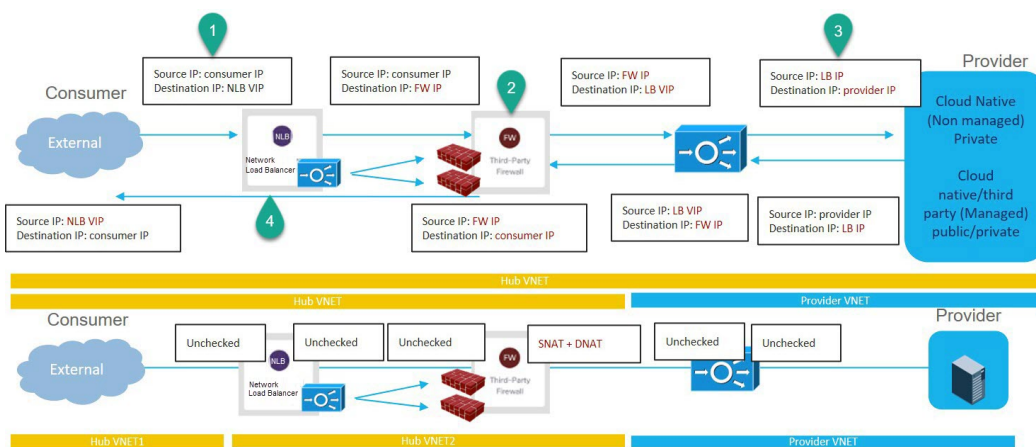 1
3
Source IP: consumer IP
Destination IP: NLB VIP
Source IP: consumer IP
Destination IP: FW IP
2
Source IP: FW IP
Destination IP: LB VIP
Source IP: LB IP
Destination IP: provider IP
Provider
Consumer
External
NLB
Network
Load Balancer
FW
Third-Party
Firewall
Cloud Native
(Non managed)
Private
Cloud
native/third
party (Managed)
public/private
4
Source IP: NLB VIP
Destination IP: consumer IP
Source IP: FW IP
Destination IP: consumer IP
Source IP: LB VIP
Destination IP: FW IP
Source IP: provider IP
Destination IP: LB IP
Hub VNET
Hub VNET
Provider VNET
Consumer
Provider
Unchecked
Unchecked
Unchecked
SNAT + DNAT
Unchecked
Unchecked
External
NLB
Network
Load Balancer
FW
Third-Party
Firewall
Hub VNET1
Hub VNET2
Provider VNET